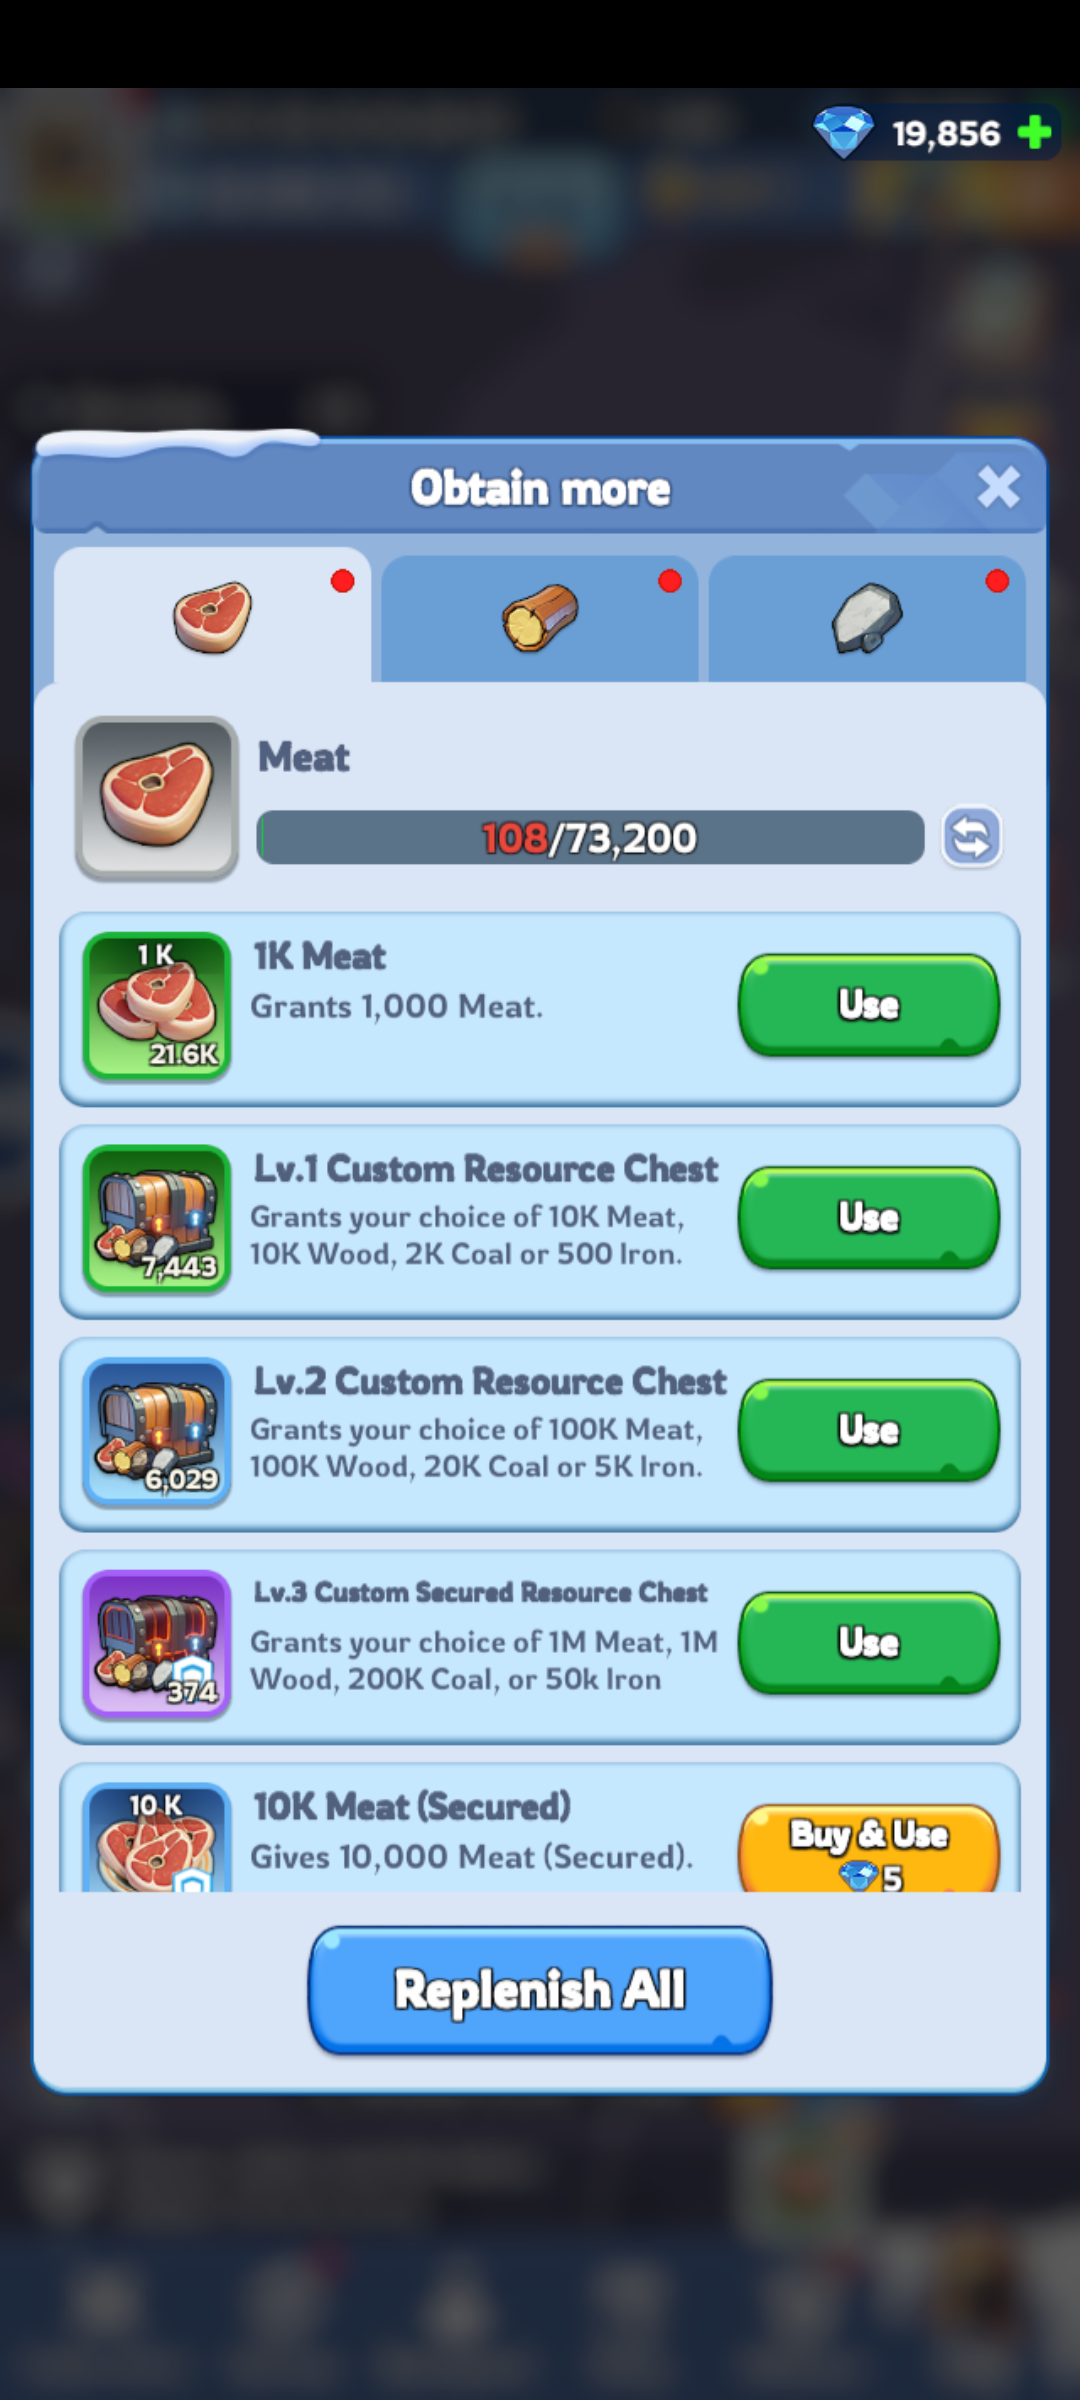 19,856
Obtain more
Meat
108/73,200
1 K
21.6K
1K Meat
Grants 1,000 Meat.
Use
7,443
Lv.1 Custom Resource Chest
Grants your choice of 10K Meat,
10K Wood, 2K Coal or 500 Iron.
Use
6,029
Lv.2 Custom Resource Chest
Grants your choice of 100K Meat,
100K Wood, 20K Coal or 5K Iron.
Use
374
Lv.3 Custom Secured Resource Chest
Grants your choice of 1M Meat, 1M
Wood, 200K Coal, or 50k Iron
Use
10 K
10K Meat (Secured)
Gives 10,000 Meat (Secured).
Buy & Use
5
Replenish All